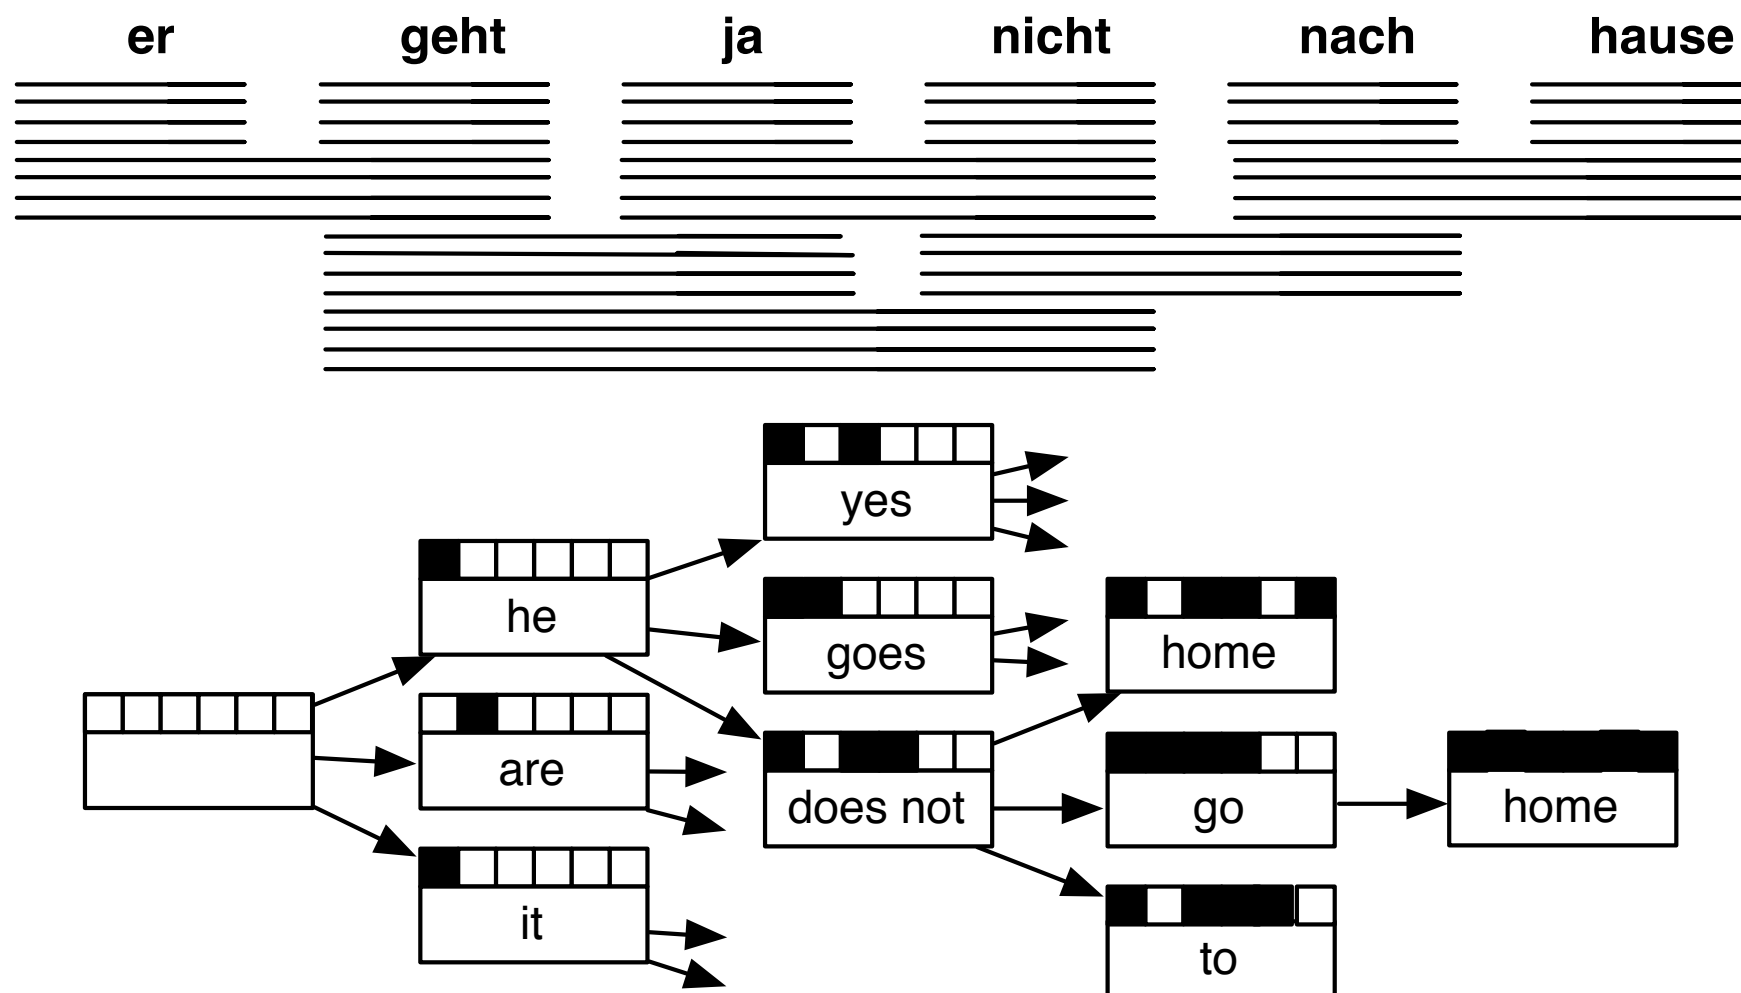 er geht ja nicht nach hause
yes
he
goes
home
are
does not
go
home
it
to